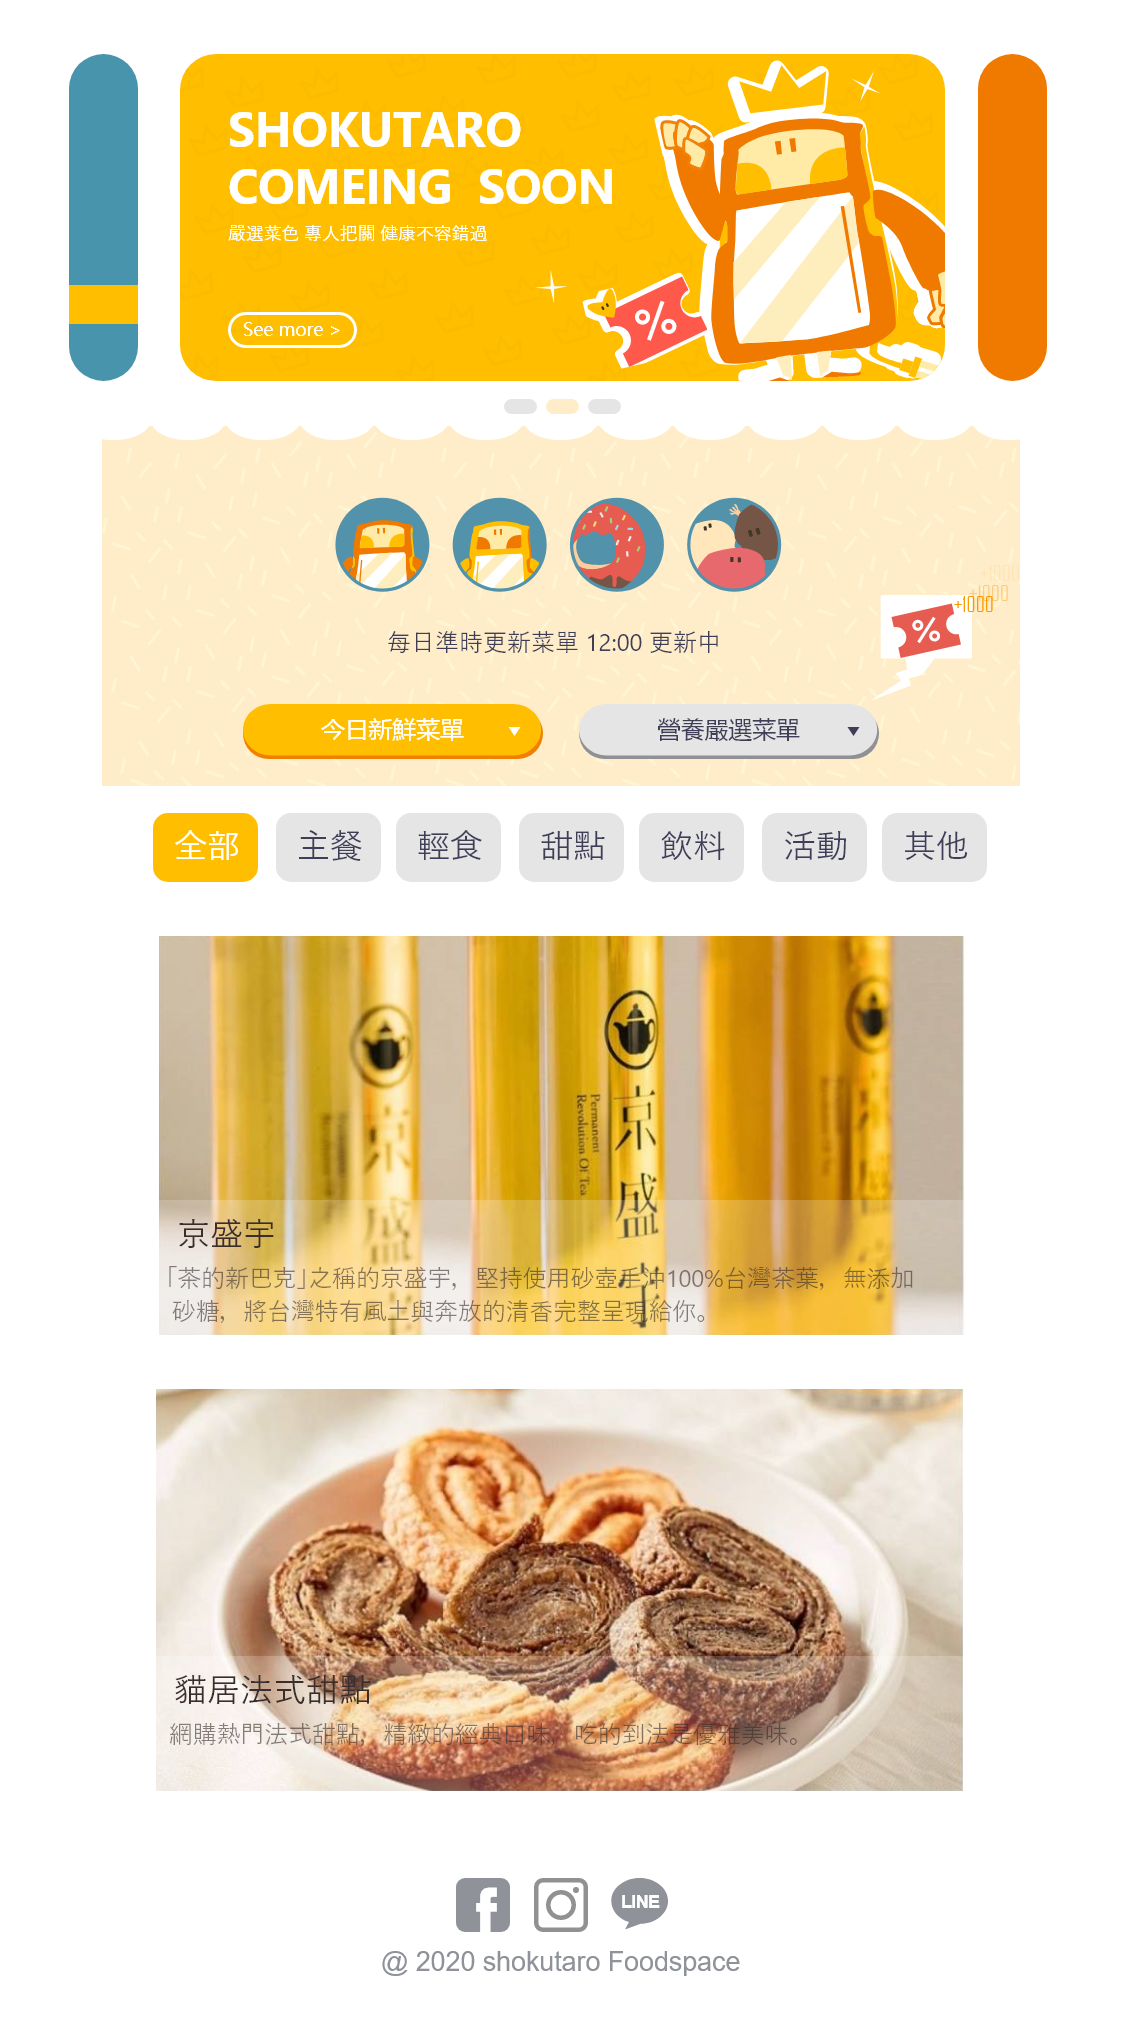 SHOKUTARO
COMEING SOON
嚴選菜色 專人把關 健康不容錯過
See more >
%
每日準時更新菜單 12:00 更新中
+1000
+1000
%
今日新鮮菜單
營養嚴選菜單
全部
主餐
輕食
甜點
飲料
活動
其他
京盛宇
Permanent
Revolution Of Tea
京盛宇
「茶的新巴克」之稱的京盛宇，堅持使用砂壺手沖100%台灣茶葉，無添加
砂糖，將台灣特有風土與奔放的清香完整呈現給你。
貓居法式甜點
網購熱門法式甜點，精緻的經典口味，吃的到法是優雅美味。
LINE
@ 2020 shokutaro Foodspace